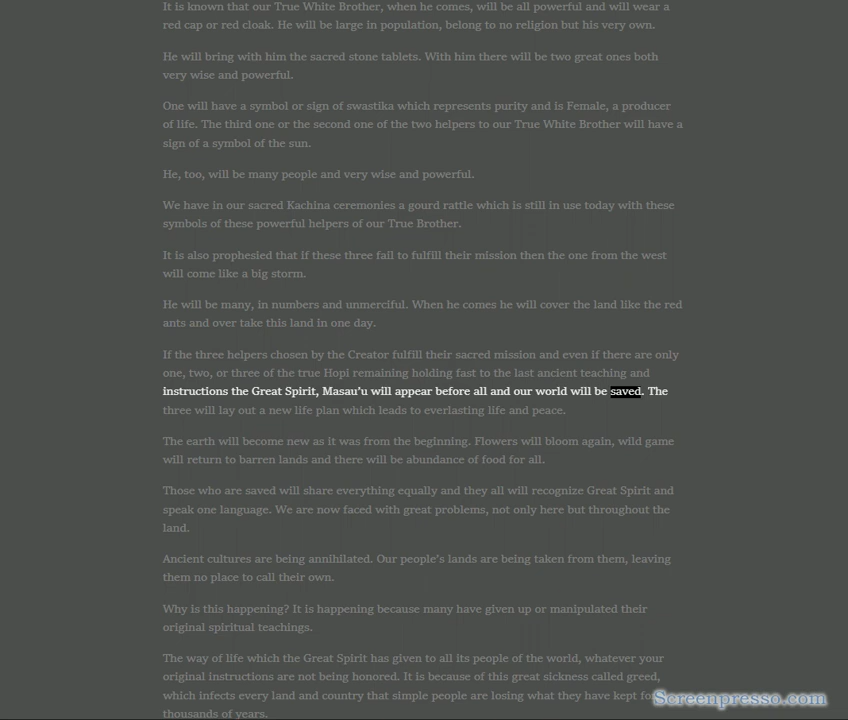 It is known that our True White Brother, when he comes, will be all powerful and will wear a
red cap or red cloak. He will be large in population, belong to no religion but his very own.
He will bring with him the sacred stone tablets. With him there will be two great ones both
very wise and powerful.
One will have a symbol or sign of swastika which represents purity and is Female, a producer
of life. The third one or the second one of the two helpers to our True White Brother will have a
sign of a symbol of the sun.
He, too, will be many people and very wise and powerful.
We have in our sacred Kachina ceremonies a gourd rattle which is still in use today with these
symbols of these powerful helpers of our True Brother.
It is also prophesied that if these three fail to fulfill their mission then the one from the west
will come like a big storm.
He will be many, in numbers and unmerciful. When he comes he will cover the land like the red
ants and over take this land in one day.
If the three helpers chosen by the Creator fulfill their sacred mission and even if there are only
one, two, or three of the true Hopi remaining holding fast to the last ancient teaching and
instructions the Great Spirit, Masau'u will appear before all and our world will be saved. The
three will lay out a new life plan which leads to everlasting life and peace.
The earth will become new as it was from the beginning. Flowers will bloom again, wild game
will return to barren lands and there will be abundance of food for all.
Those who are saved will share everything equally and they all will recognize Great Spirit and
speak one language. We are now faced with great problems, not only here but throughout the
land.
Ancient cultures are being annihilated. Our people's lands are being taken from them, leaving
them no place to call their own.
Why is this happening? It is happening because many have given up or manipulated their
original spiritual teachings.
The way of life which the Great Spirit has given to all its people of the world, whatever your
original instructions are not being honored. It is because of this great sickness called greed,
which infects every land and country that simple people are losing what they have kept for
thousands of years.
Screenpresso.com